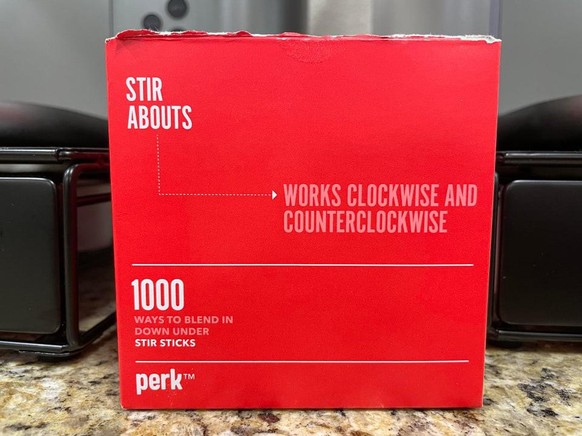 STIR
ABOUTS
WORKS CLOCKWISE AND
COUNTERCLOCKWISE
1000
WAYS TO BLEND IN
DOWN UNDER
STIR STICKS
perk™